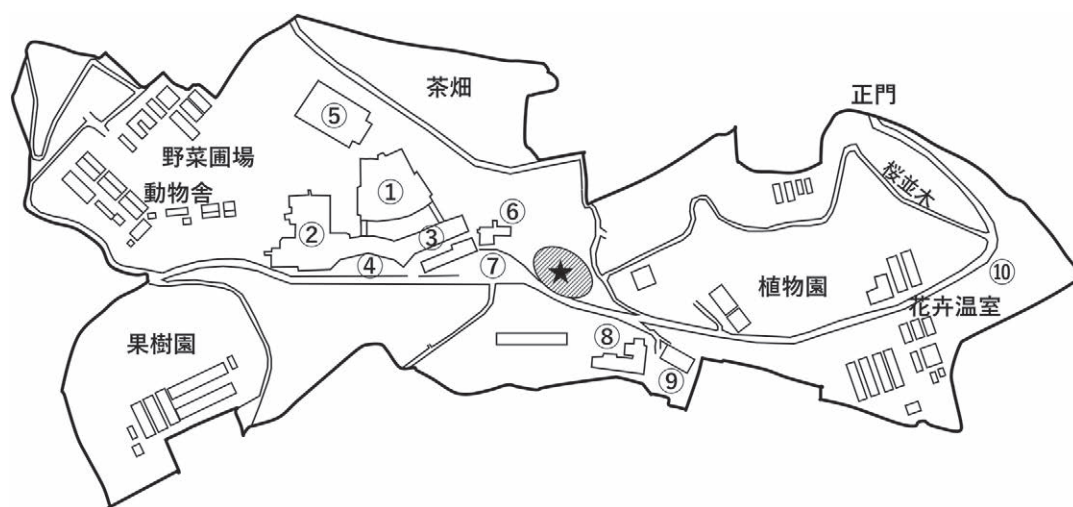 茶畑
正門
⑤
野菜圃場
桜並木
動物舎
①
⑥
②
③
⑦
④
★
⑩
植物園
花卉温室
果樹園
⑧
⑨